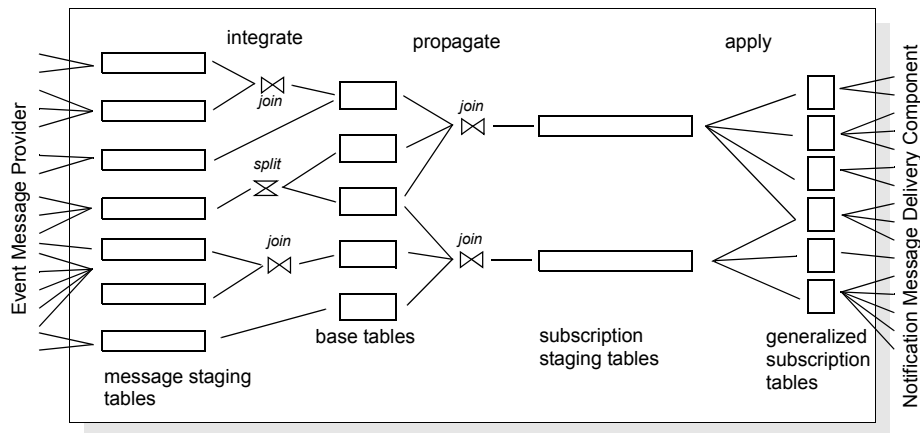 integrate
propagate
apply
Event Message Provider
join
split
join
join
join
base tables
message staging
tables
subscription
staging tables
generalized
subscription
tables
Notification Message Delivery Component